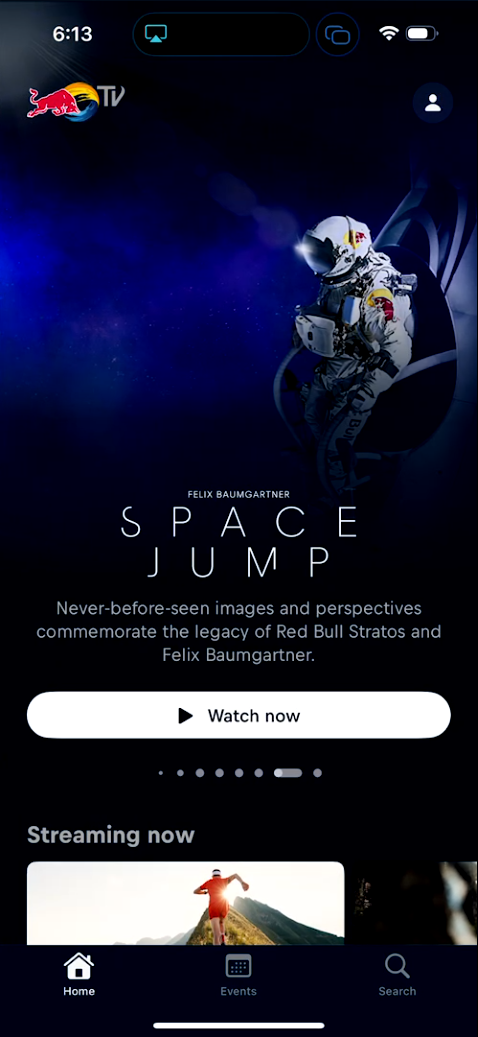 6:13
TV
FELIX BAUMGARTNER
SPACE
JUMP
Never-before-seen images and perspectives
commemorate the legacy of Red Bull Stratos and
Felix Baumgartner.
Watch now
Streaming now
Home
Events
Search